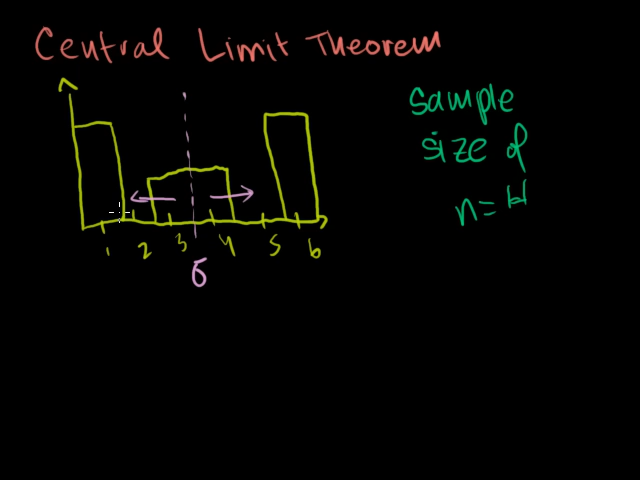 Central Limit Theorem
Sample
size of
n = 4
1 2 3 4 5 6
σ